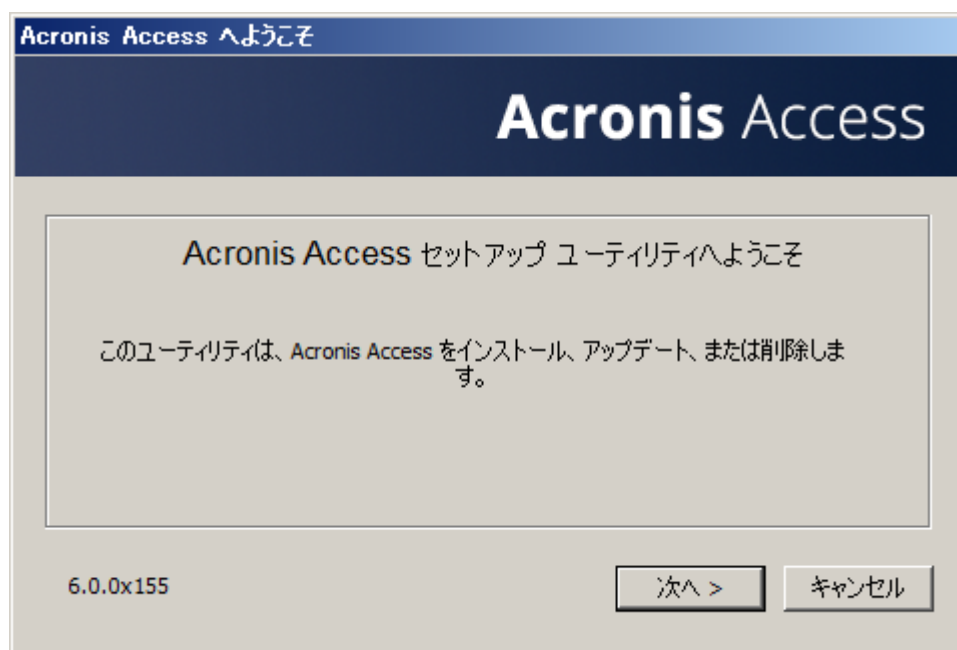 Acronis Access へようこそ
Acronis Access
Acronis Access セットアップ ユーティリティへようこそ
このユーティリティは、Acronis Access をインストール、アップデート、または削除しま
す。
6.0.0x155
次へ >
キャンセル